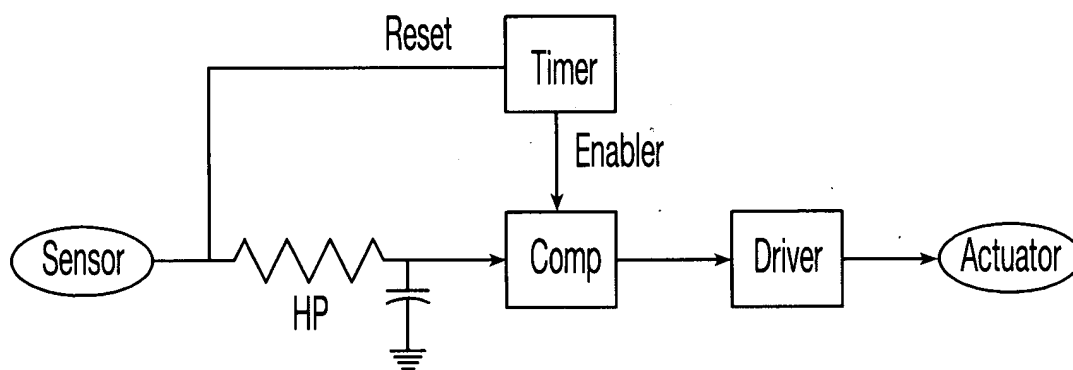 Reset
Timer
Enabler
Sensor
HP
Comp
Driver
Actuator